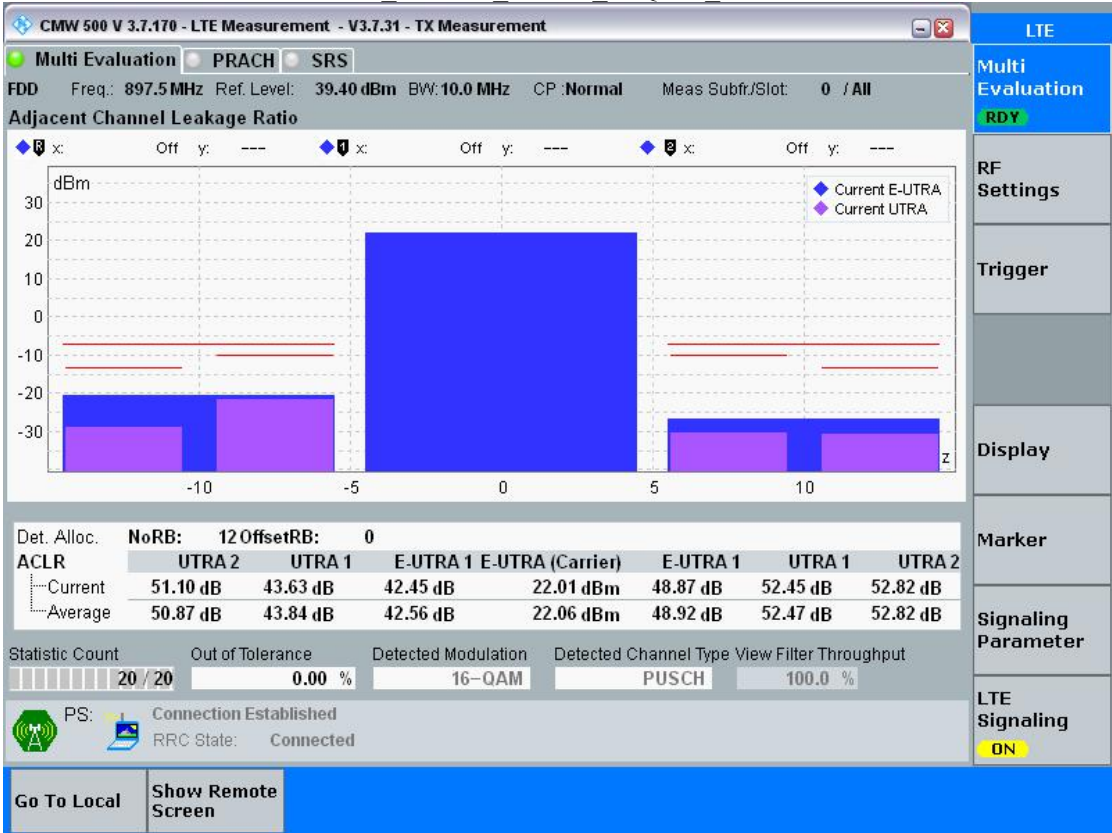 CMW 500 V 3.7.170 - LTE Measurement - V3.7.31 - TX Measurement
LTE
Multi Evaluation PRACH SRS
Multi Evaluation
RDY
FDD Freq.: 897.5 MHz Ref. Level: 39.40 dBm BW: 10.0 MHz CP :Normal Meas Subfr./Slot: 0 / All
Adjacent Channel Leakage Ratio
R x: Off y: --- 1 x: Off y: --- 2 x: Off y: ---
dBm
Current E-UTRA
Current UTRA
30
20
10
0
-10
-20
-30
z
-10 -5 0 5 10
RF
Settings
Trigger
Display
Marker
Signaling
Parameter
LTE
Signaling
ON
Det. Alloc. NoRB: 12 OffsetRB: 0
ACLR UTRA 2 UTRA 1 E-UTRA 1 E-UTRA (Carrier) E-UTRA 1 UTRA 1 UTRA 2
Current 51.10 dB 43.63 dB 42.45 dB 22.01 dBm 48.87 dB 52.45 dB 52.82 dB
Average 50.87 dB 43.84 dB 42.56 dB 22.06 dBm 48.92 dB 52.47 dB 52.82 dB
Statistic Count Out of Tolerance Detected Modulation Detected Channel Type View Filter Throughput
20 / 20 0.00 % 16-QAM PUSCH 100.0 %
PS: Connection Established
RRC State: Connected
Go To Local
Show Remote
Screen